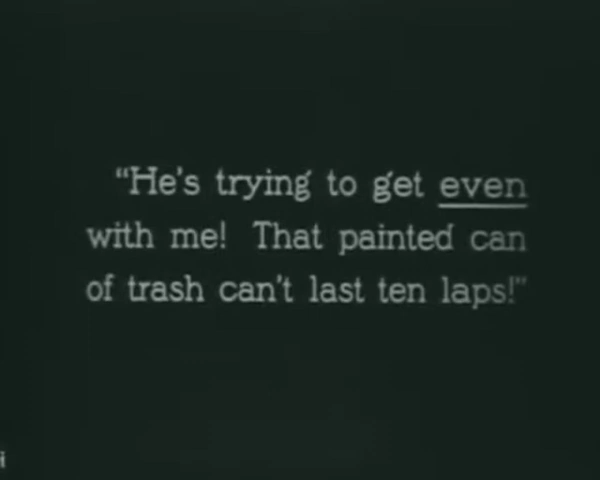 “He's trying to get even
with me! That painted can
of trash can't last ten laps!”
i